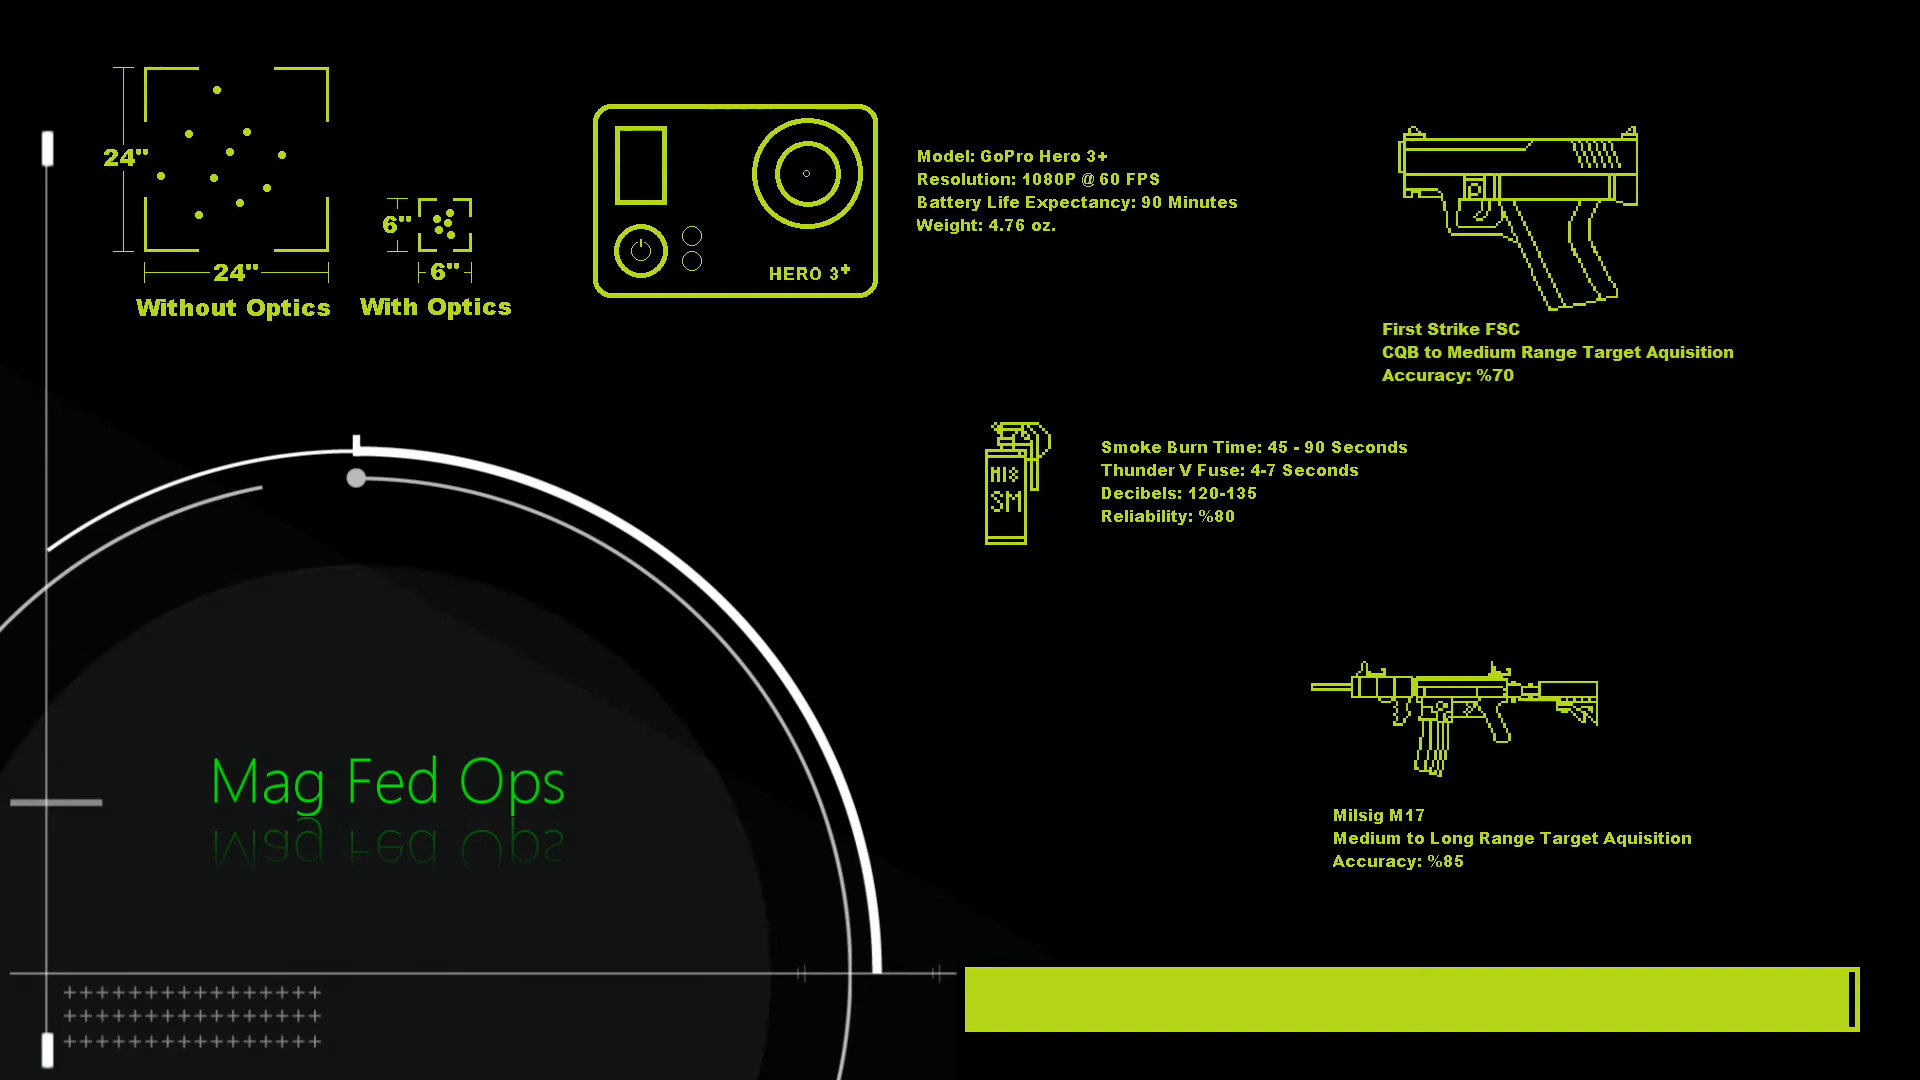 24"
24"
Without Optics
6"
6"
With Optics
HERO 3+
Model: GoPro Hero 3+
Resolution: 1080P @ 60 FPS
Battery Life Expectancy: 90 Minutes
Weight: 4.76 oz.
First Strike FSC
CQB to Medium Range Target Aquisition
Accuracy: %70
M18
SM
Smoke Burn Time: 45 - 90 Seconds
Thunder V Fuse: 4-7 Seconds
Decibels: 120-135
Reliability: %80
Mag Fed Ops
Milsig M17
Medium to Long Range Target Aquisition
Accuracy: %85